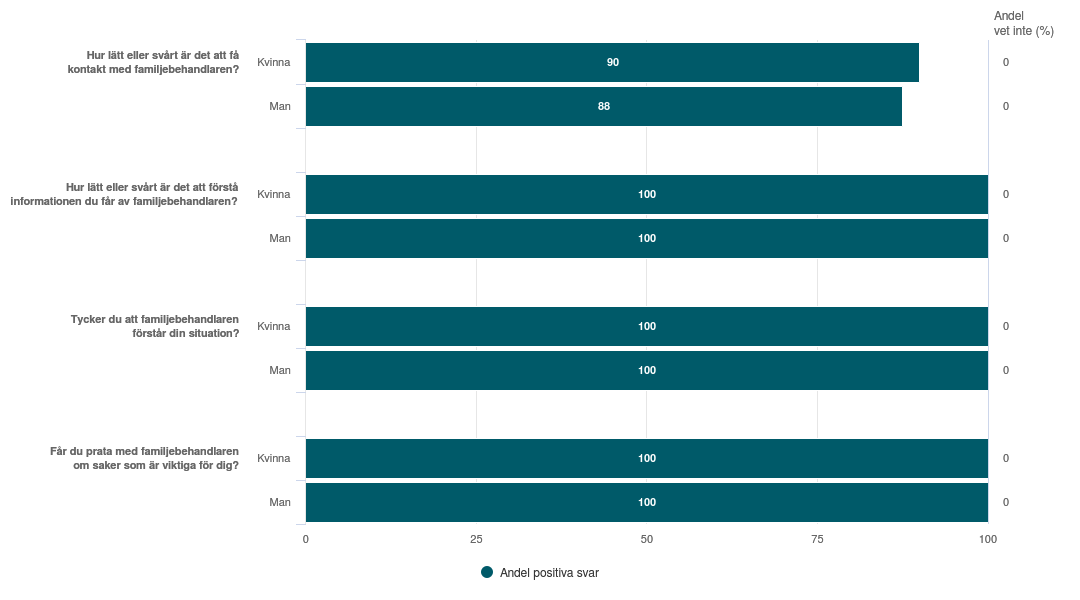 Andel
vet inte (%)
Hur lätt eller svårt är det att få
kontakt med familjebehandlaren?
Kvinna 90 0
Man 88 0
Hur lätt eller svårt är det att förstå
informationen du får av familjebehandlaren?
Kvinna 100 0
Man 100 0
Tycker du att familjebehandlaren
förstår din situation?
Kvinna 100 0
Man 100 0
Får du prata med familjebehandlaren
om saker som är viktiga för dig?
Kvinna 100 0
Man 100 0
0 25 50 75 100
Andel positiva svar